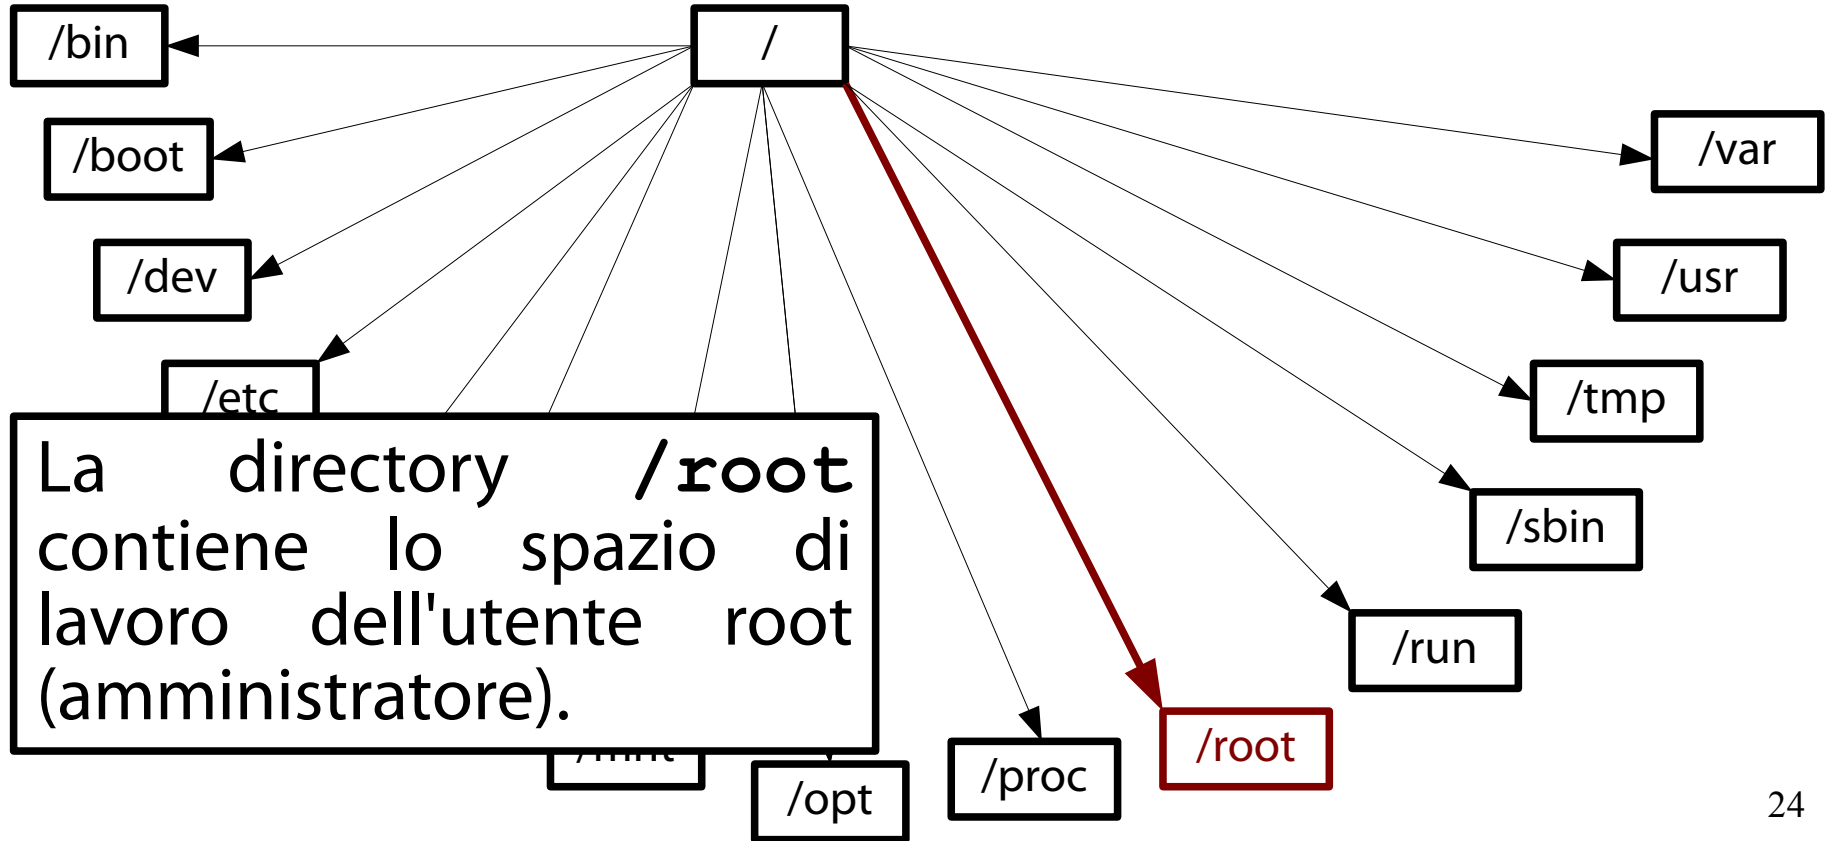 /bin
/
/boot
/var
/dev
/usr
/etc
/tmp
La directory /root
contiene lo spazio di
lavoro dell'utente root
(amministratore).
/sbin
/run
/root
/mnt
/proc
/opt
24